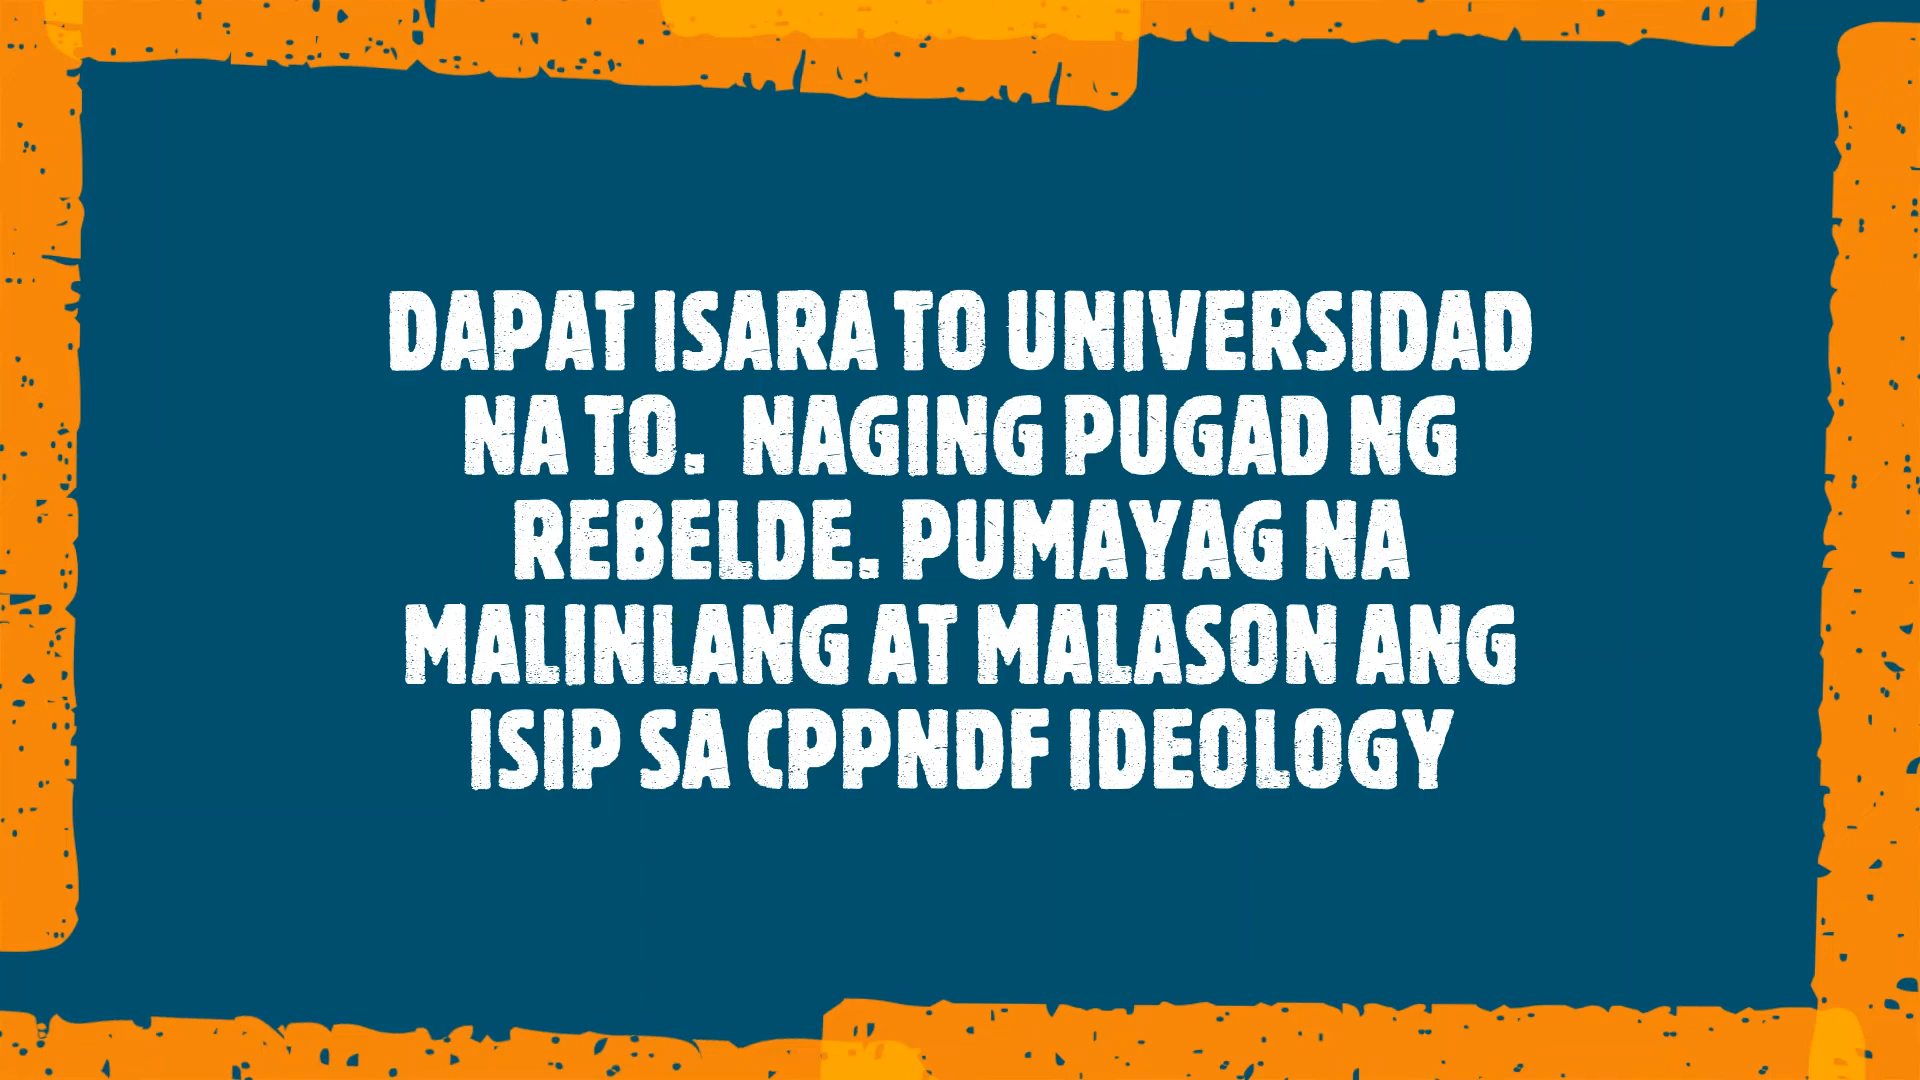 DAPAT ISARA TO UNIVERSIDAD
NA TO. NAGING PUGAD NG
REBELDE. PUMAYAG NA
MALINLANG AT MALASON ANG
ISIP SA CPPNDF IDEOLOGY